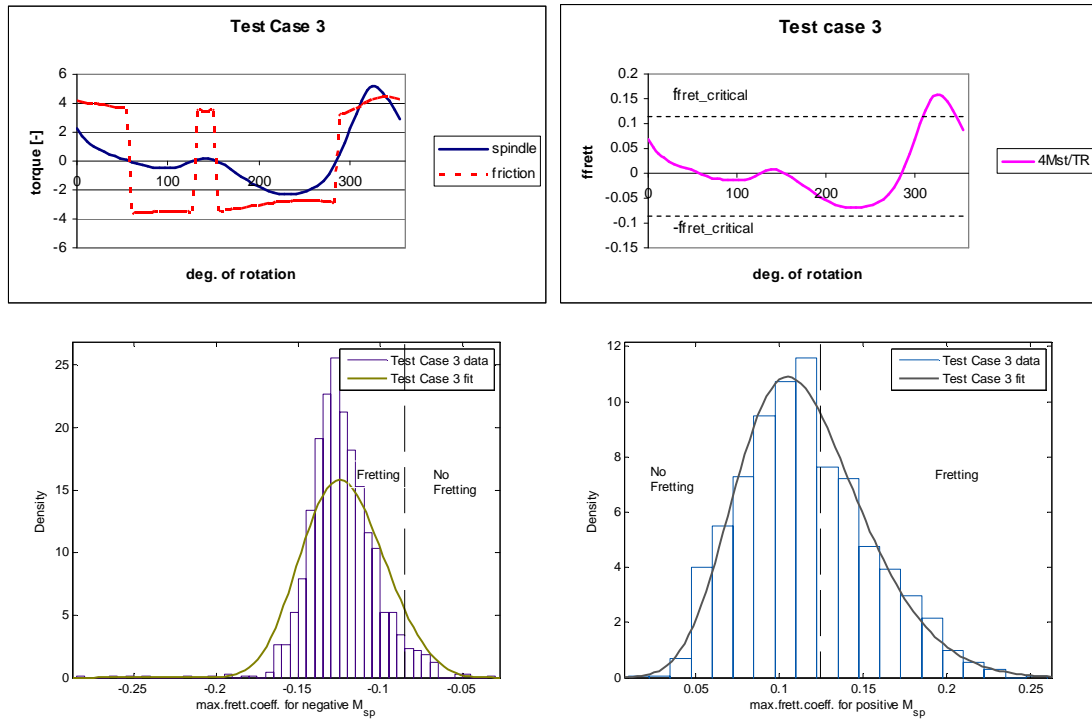 Test Case 3
torque [-]
6
4
2
0
-2
-4
-6
0
100
200
300
deg. of rotation
spindle
friction
Test case 3
ffrett
0.2
0.15
0.1
0.05
0
-0.05
-0.1
-0.15
ffret_critical
-ffret_critical
0
100
200
300
deg. of rotation
4Mst/TR
Density
25
20
15
10
5
0
Test Case 3 data
Test Case 3 fit
Fretting
No
Fretting
-0.25
-0.2
-0.15
-0.1
-0.05
max.frett.coeff. for negative Msp
Density
12
10
8
6
4
2
0
Test Case 3 data
Test Case 3 fit
No
Fretting
Fretting
0.05
0.1
0.15
0.2
0.25
max.frett.coeff. for positive Msp